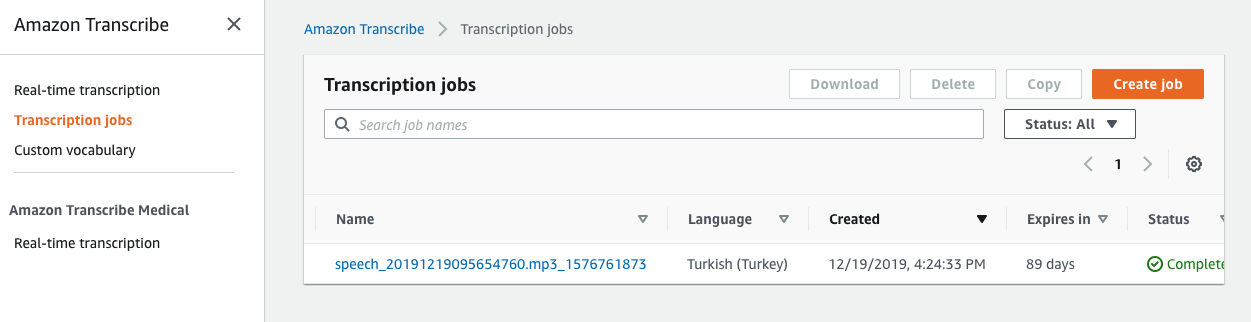 Amazon Transcribe
Real-time transcription
Transcription jobs
Custom vocabulary
Amazon Transcribe Medical
Real-time transcription
Amazon Transcribe > Transcription jobs
Transcription jobs Download Delete Copy Create job
Search job names Status: All
1
Name Language Created Expires in Status
speech_20191219095654760.mp3_1576761873 Turkish (Turkey) 12/19/2019, 4:24:33 PM 89 days Complete